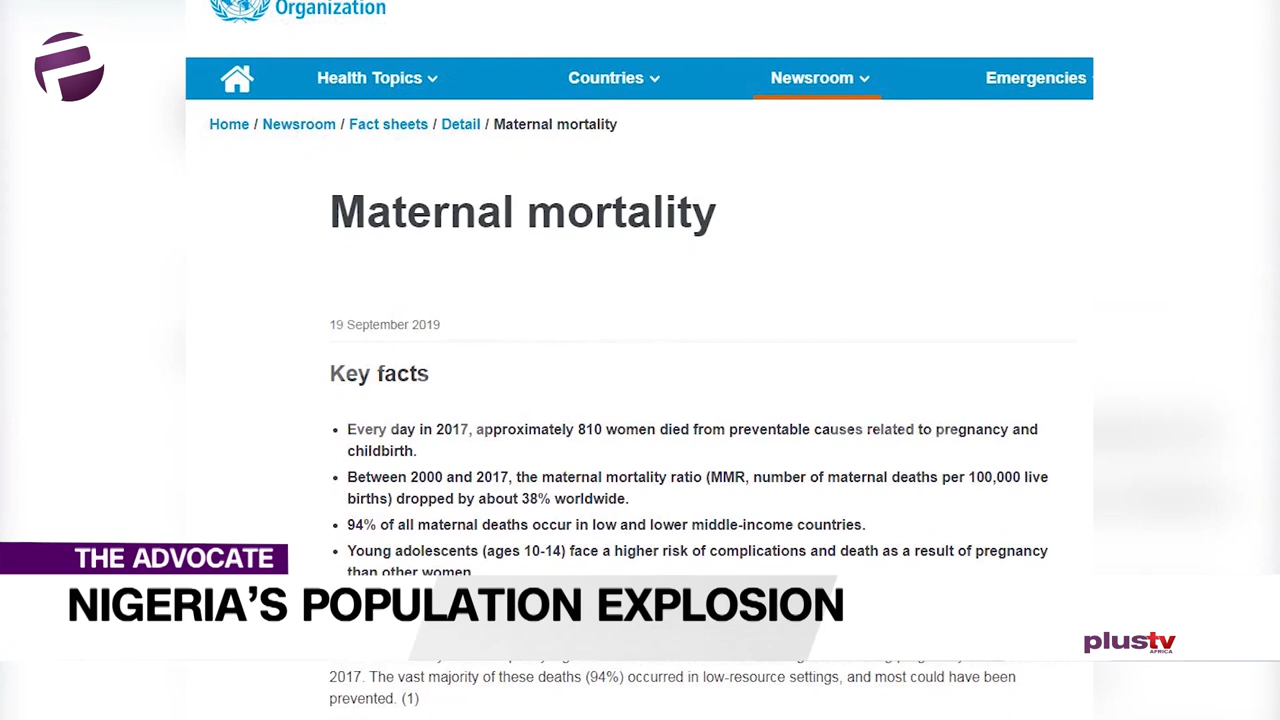 Organization
Health Topics
Countries
Newsroom
Emergencies
Home / Newsroom / Fact sheets / Detail / Maternal mortality
Maternal mortality
19 September 2019
Key facts
• Every day in 2017, approximately 810 women died from preventable causes related to pregnancy and
childbirth.
• Between 2000 and 2017, the maternal mortality ratio (MMR, number of maternal deaths per 100,000 live
births) dropped by about 38% worldwide.
• 94% of all maternal deaths occur in low and lower middle-income countries.
• Young adolescents (ages 10-14) face a higher risk of complications and death as a result of pregnancy
than other women
THE ADVOCATE
NIGERIA'S POPULATION EXPLOSION
plustv
AFRICA
2017. The vast majority of these deaths (94%) occurred in low-resource settings, and most could have been
prevented. (1)